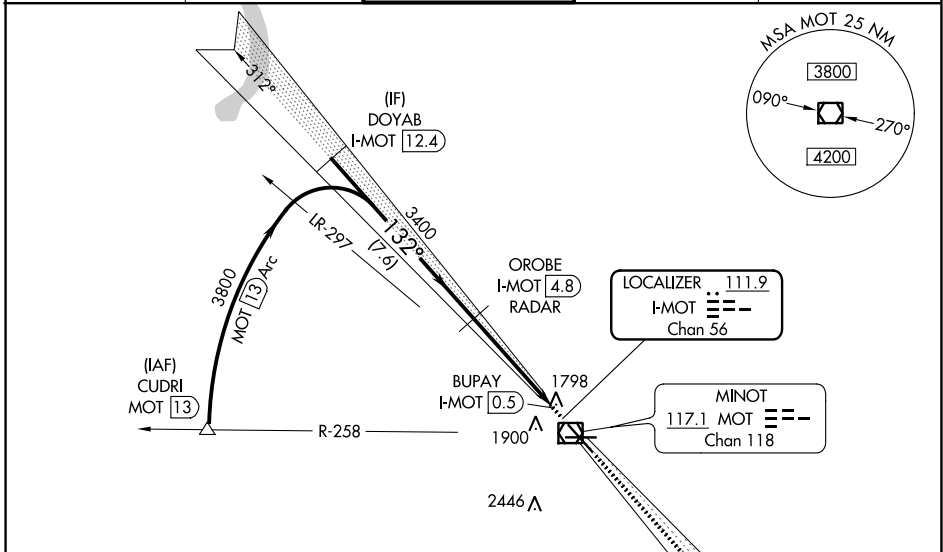 MSA MOT 25 NM
3800
090°
270°
4200
312°
(IF)
DOYAB
I-MOT 12.4
3400
132°
(7.6)
LR-297
3800
MOT 13 Arc
OROBE
I-MOT 4.8
RADAR
LOCALIZER 111.9
I-MOT
Chan 56
(IAF)
CUDRI
MOT 13
BUPAY
I-MOT 0.5
1798
MINOT
117.1 MOT
Chan 118
1900
R-258
2446